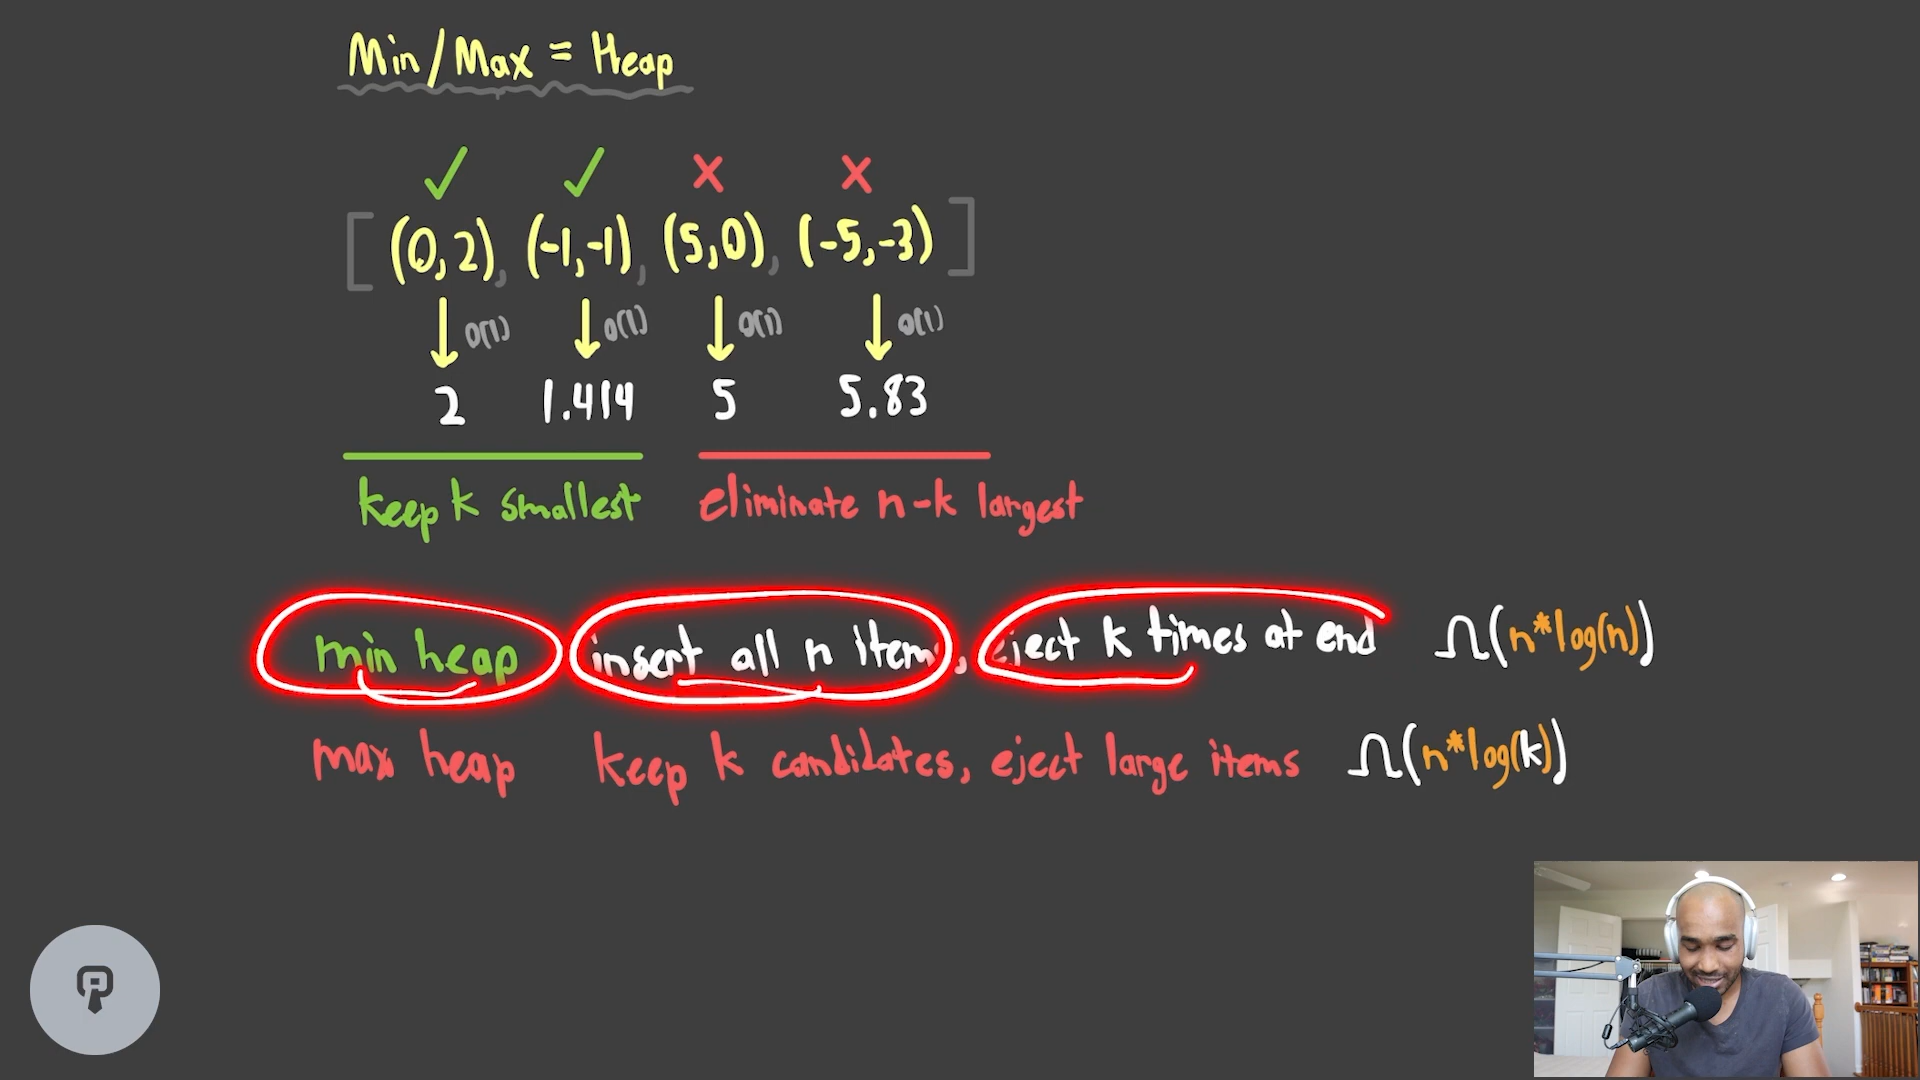 Min/Max = Heap
[(0,2), (-1,-1), (5,0), (-5,-3)]
O(1) O(1) O(1) O(1)
2 1.414 5 5.83
keep k smallest eliminate n-k largest
min heap insert all n items, eject k times at end Ω(n*log(n))
max heap keep k candidates, eject large items Ω(n*log(k))